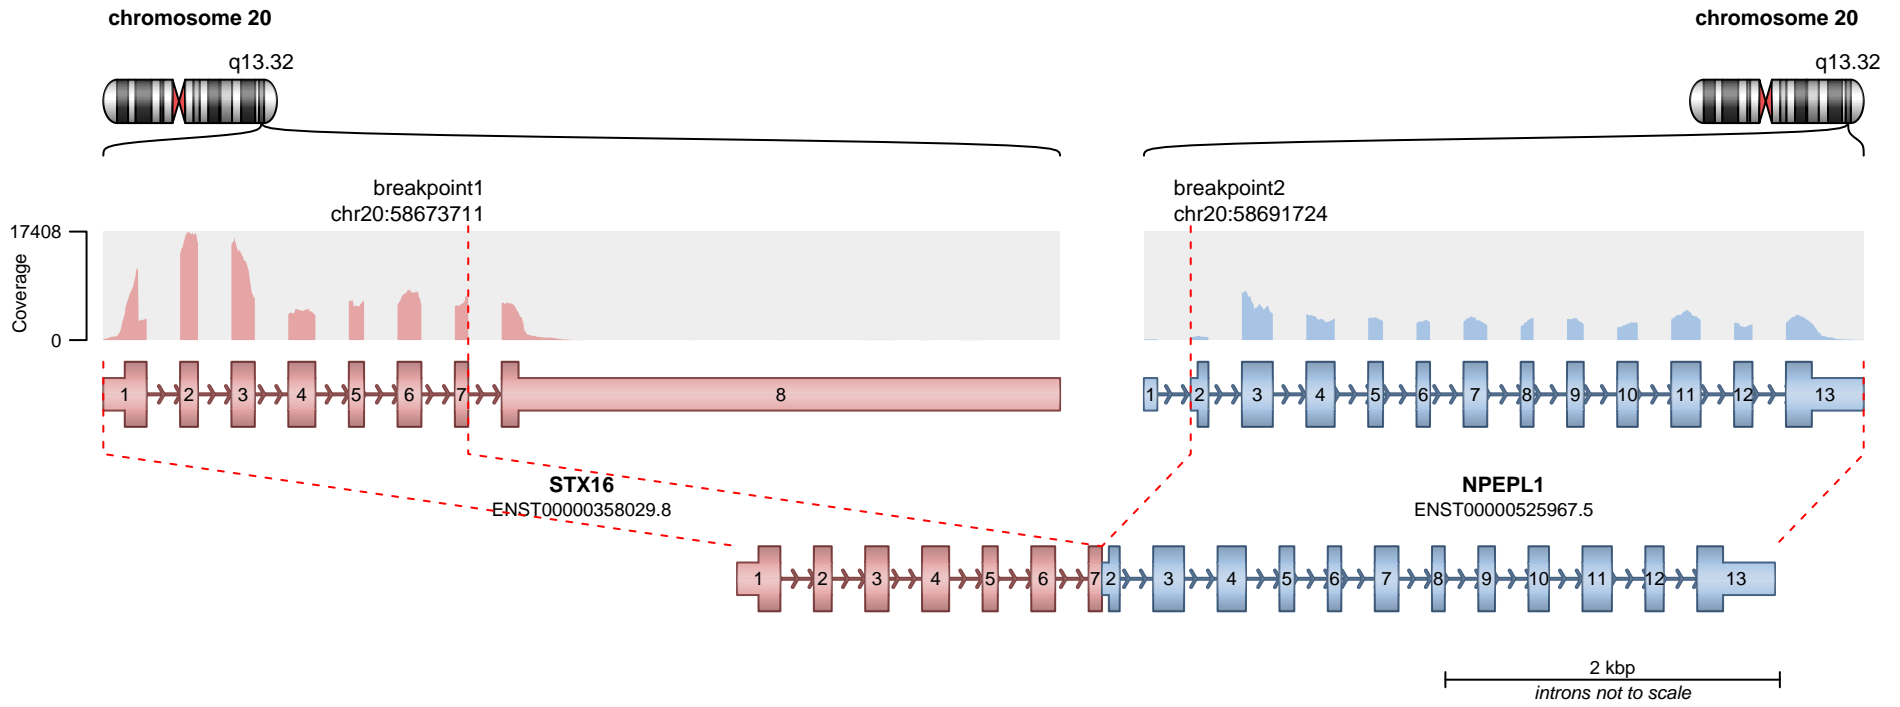 chromosome 20
chromosome 20
q13.32
q13.32
breakpoint1
chr20:58673711
breakpoint2
chr20:58691724
17408
Coverage
0
1 2 3 4 5 6 7 8
1 2 3 4 5 6 7 8 9 10 11 12 13
STX16
ENST00000358029.8
NPEPL1
ENST00000525967.5
1 2 3 4 5 6 7 2 3 4 5 6 7 8 9 10 11 12 13
2 kbp
introns not to scale